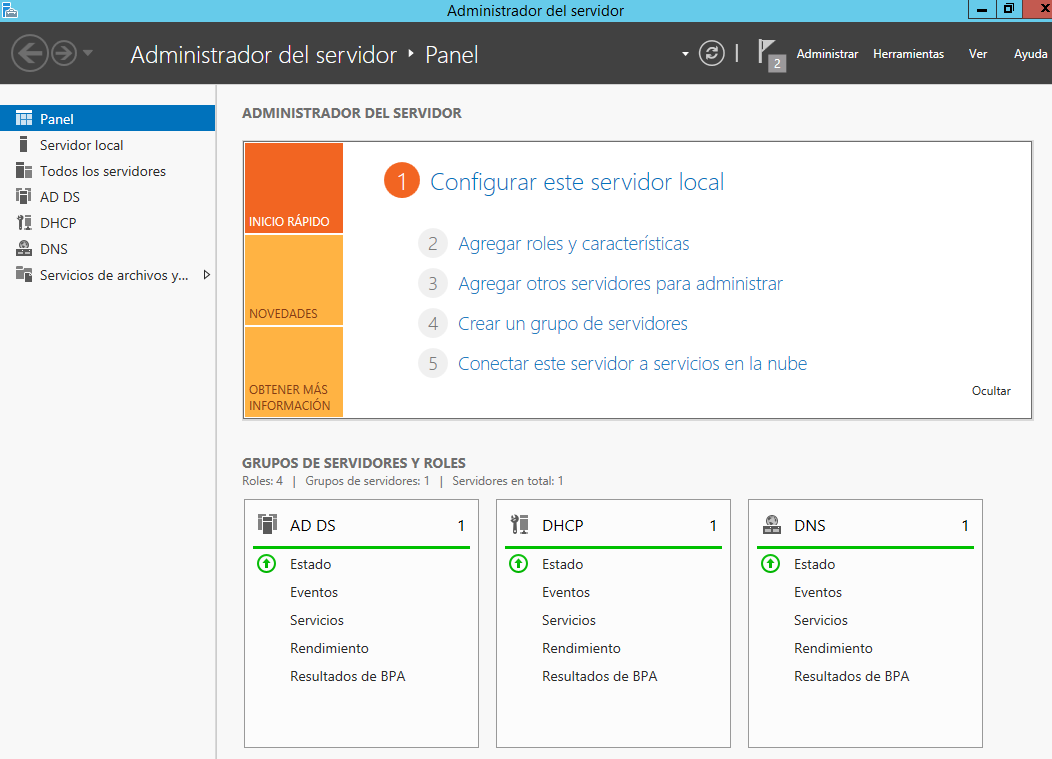 Administrador del servidor
Administrador del servidor ‣ Panel
2 Administrar Herramientas Ver Ayuda
Panel
Servidor local
Todos los servidores
AD DS
DHCP
DNS
Servicios de archivos y...
ADMINISTRADOR DEL SERVIDOR
INICIO RÁPIDO
NOVEDADES
OBTENER MÁS
INFORMACIÓN
1 Configurar este servidor local
2 Agregar roles y características
3 Agregar otros servidores para administrar
4 Crear un grupo de servidores
5 Conectar este servidor a servicios en la nube
Ocultar
GRUPOS DE SERVIDORES Y ROLES
Roles: 4 | Grupos de servidores: 1 | Servidores en total: 1
AD DS 1
Estado
Eventos
Servicios
Rendimiento
Resultados de BPA
DHCP 1
Estado
Eventos
Servicios
Rendimiento
Resultados de BPA
DNS 1
Estado
Eventos
Servicios
Rendimiento
Resultados de BPA